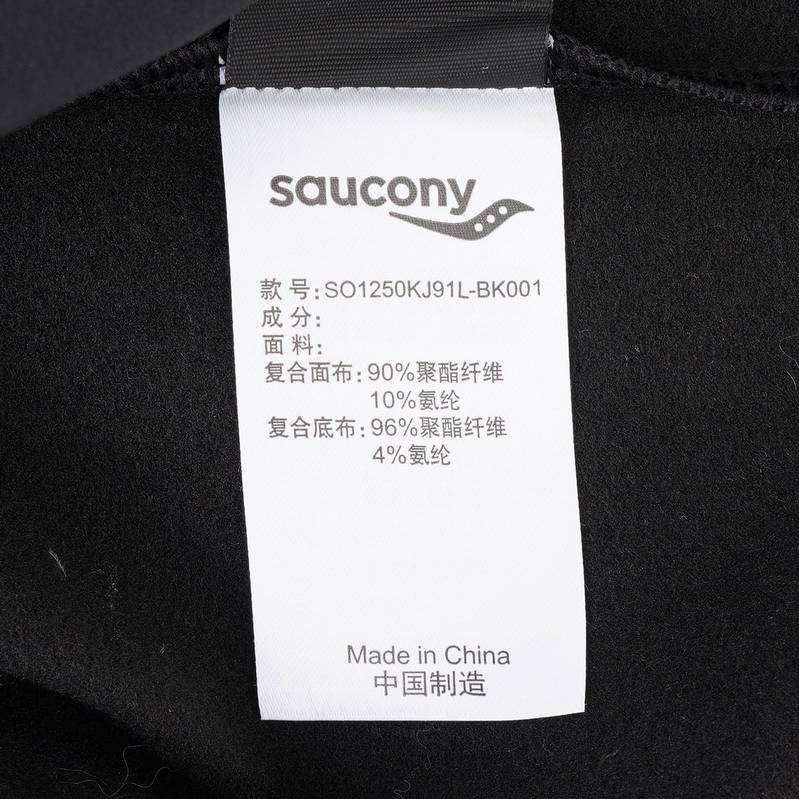 saucony
款号:SO1250KJ91L-BK001
成分:
面料:
复合面布:90%聚酯纤维
10%氨纶
复合底布:96%聚酯纤维
4%氨纶
Made in China
中国制造